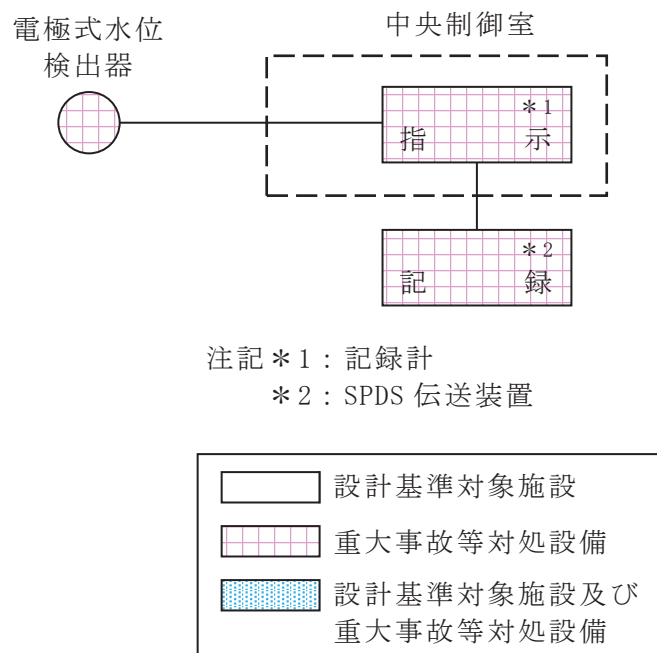 電極式水位
検出器
中央制御室
＊1
指 示
＊2
記 録
注記＊1：記録計
＊2：SPDS 伝送装置
設計基準対象施設
重大事故等対処設備
設計基準対象施設及び
重大事故等対処設備